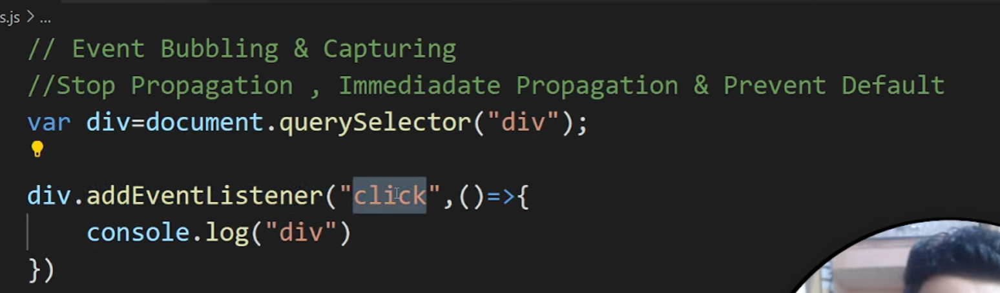 s.js > ...
// Event Bubbling & Capturing
//Stop Propagation , Immediadate Propagation & Prevent Default
var div=document.querySelector("div");
div.addEventListener("click",()=>{
console.log("div")
})